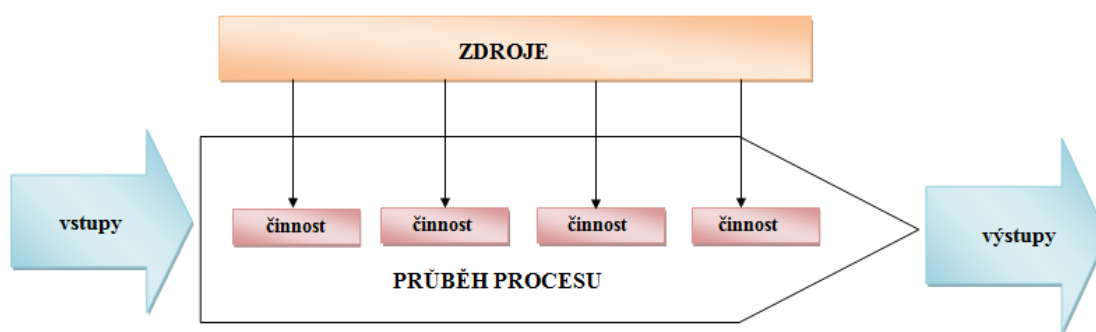 ZDROJE
vstupy
činnost
činnost
činnost
činnost
PRŮBĚH PROCESU
výstupy